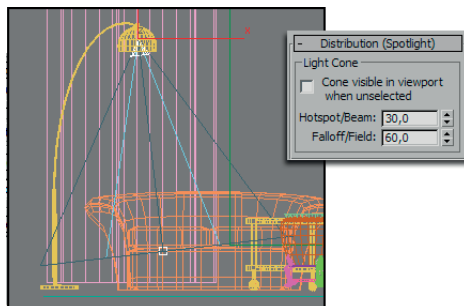 x
- Distribution (Spotlight)
Light Cone
Cone visible in viewport
when unselected
Hotspot/Beam: 30,0
Falloff/Field: 60,0